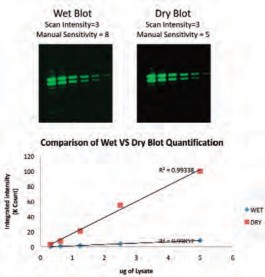 Wet Blot
Scan Intensity=3
Manual Sensitivity = 8
Dry Blot
Scan Intensity=3
Manual Sensitivity = 5
Comparison of Wet VS Dry Blot Quantification
Integrated Intensity
(K Count)
120
100
80
60
40
20
0
R² = 0.99338
0
1
2
3
4
5
6
ug of Lysate
WET
DRY